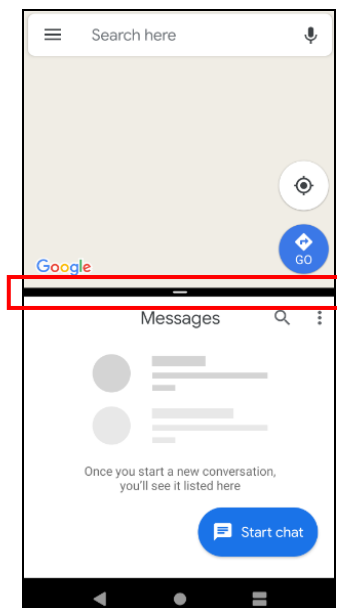 Search here
GO
Google
Messages
Once you start a new conversation,
you'll see it listed here
Start chat